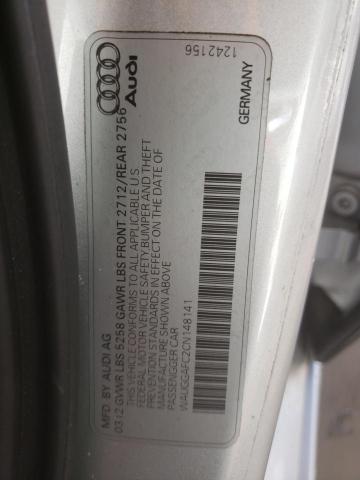 Audi
1242156
GERMANY
MFD. BY AUDI AG
03/12 GVWR LBS 5258 GAWR LBS FRONT 2712/REAR 2756
THIS VEHICLE CONFORMS TO ALL APPLICABLE U S
FEDERAL MOTOR VEHICLE SAFETY, BUMPER AND THEFT
PREVENTION STANDARDS IN EFFECT ON THE DATE OF
MANUFACTURE SHOWN ABOVE
PASSENGER CAR
WAUGGAFC2CN148141